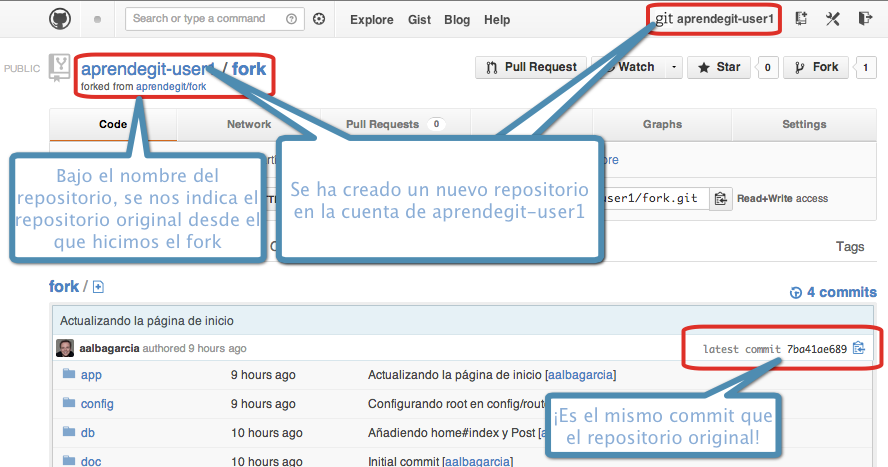 Search or type a command
Explore Gist Blog Help
git aprendegit-user1
PUBLIC
aprendegit-user1 / fork
forked from aprendegit/fork
Pull Request
Watch
Star 0
Fork 1
Code Network Pull Requests 0 Graphs Settings
Bajo el nombre del
repositorio, se nos indica el
repositorio original desde el
que hicimos el fork
Se ha creado un nuevo repositorio
en la cuenta de aprendegit-user1
user1/fork.git Read+Write access
Tags
fork /
4 commits
Actualizando la página de inicio
aalbagarcia authored 9 hours ago
latest commit 7ba41ae689
app 9 hours ago Actualizando la página de inicio [aalbagarcia]
config 9 hours ago Configurando root en config/rout
db 10 hours ago Añadiendo home#index y Post [a
doc 10 hours ago Initial commit [aalbagarcia]
¡Es el mismo commit que
el repositorio original!